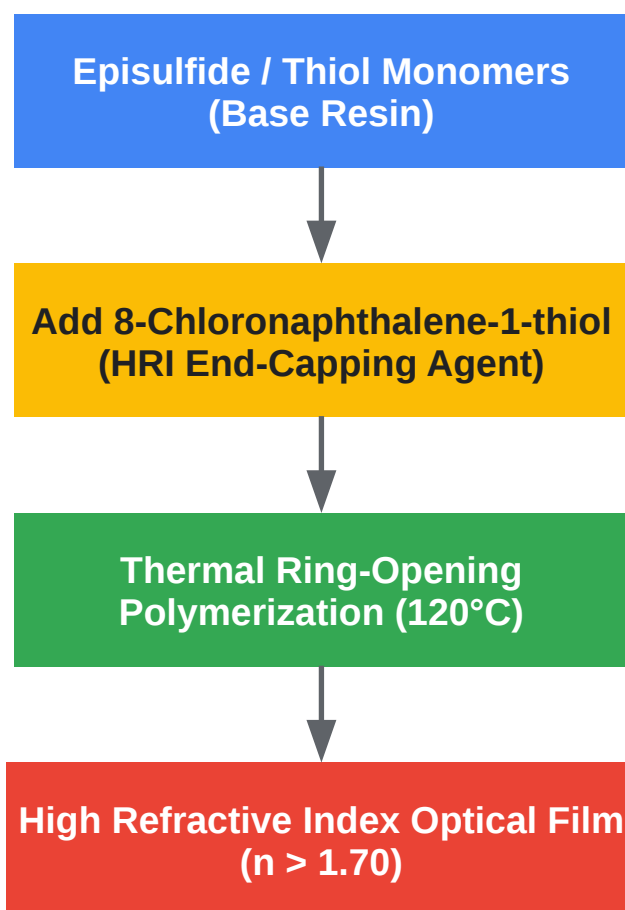 Episulfide / Thiol Monomers
(Base Resin)
Add 8-Chloronaphthalene-1-thiol
(HRI End-Capping Agent)
Thermal Ring-Opening
Polymerization (120°C)
High Refractive Index Optical Film
(n > 1.70)